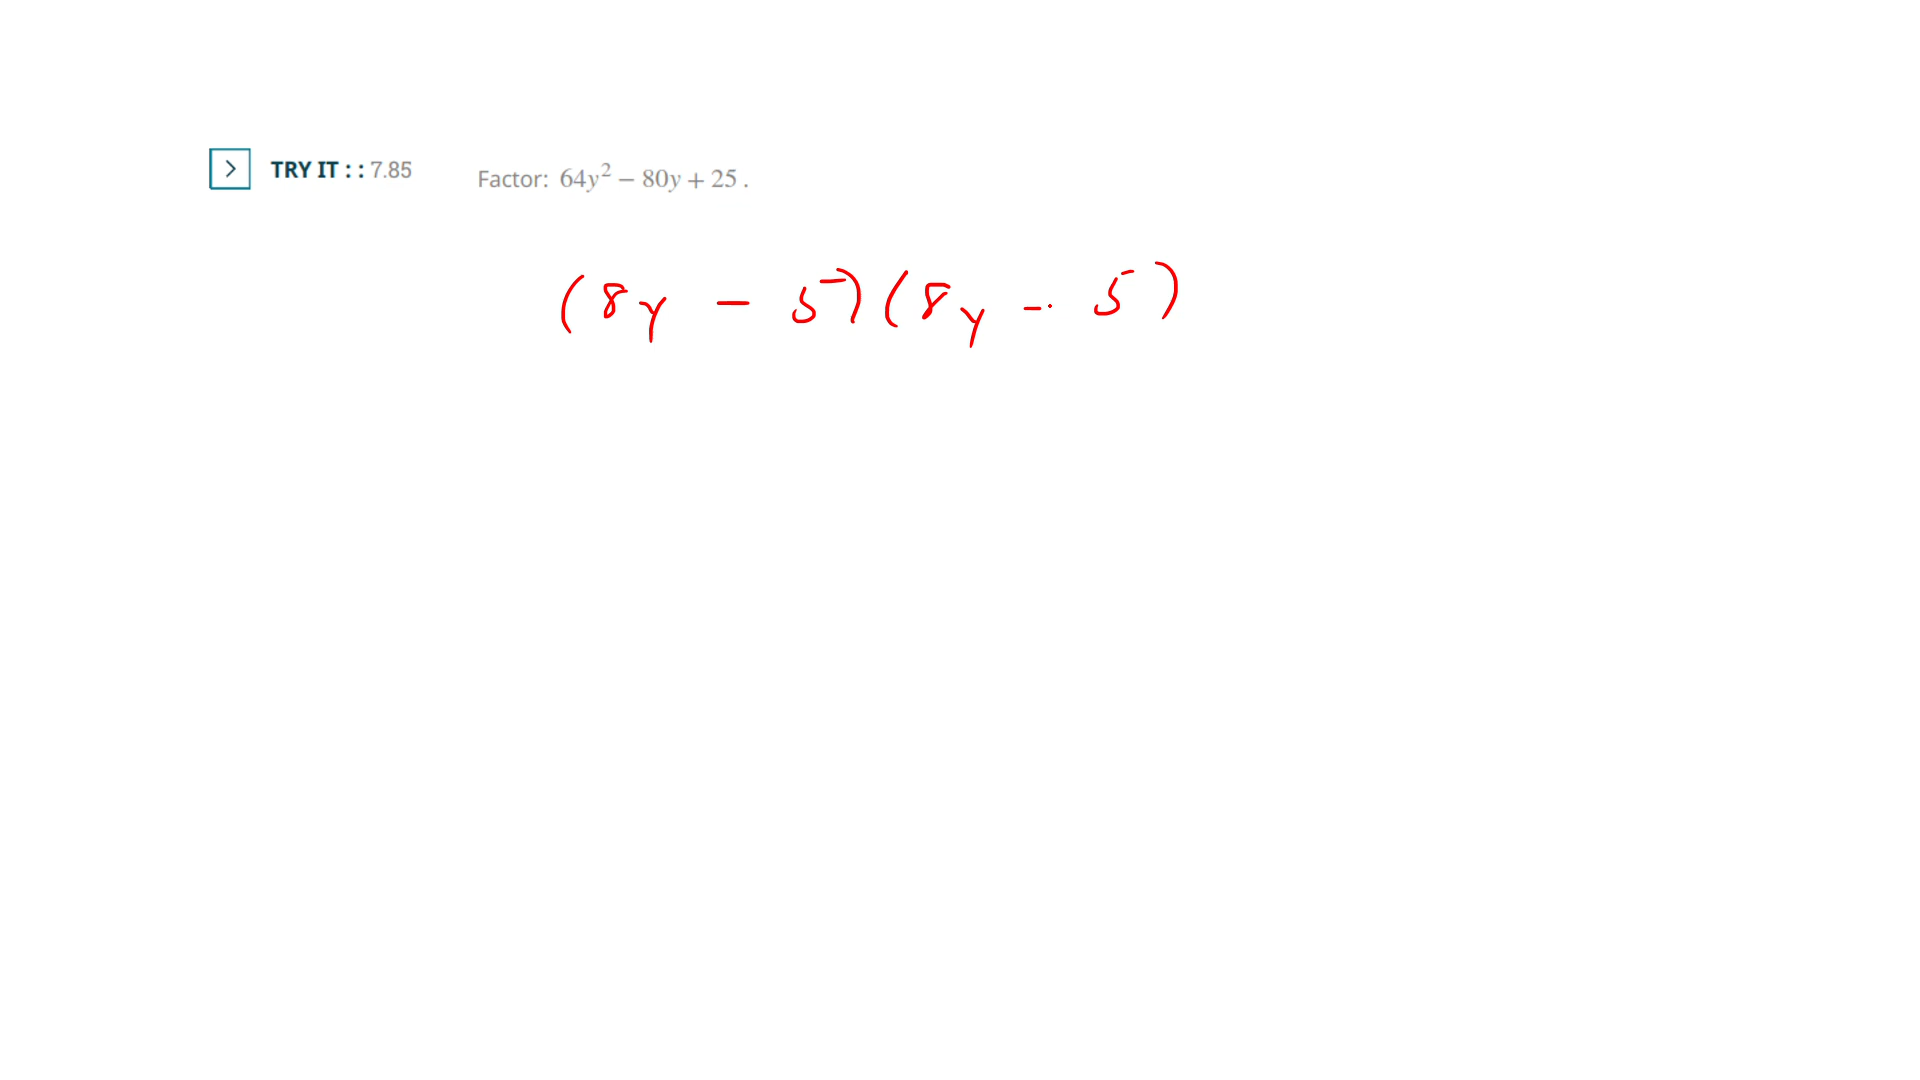 > TRY IT : : 7.85 Factor: 64y² − 80y + 25 .
(8y − 5)(8y − 5)